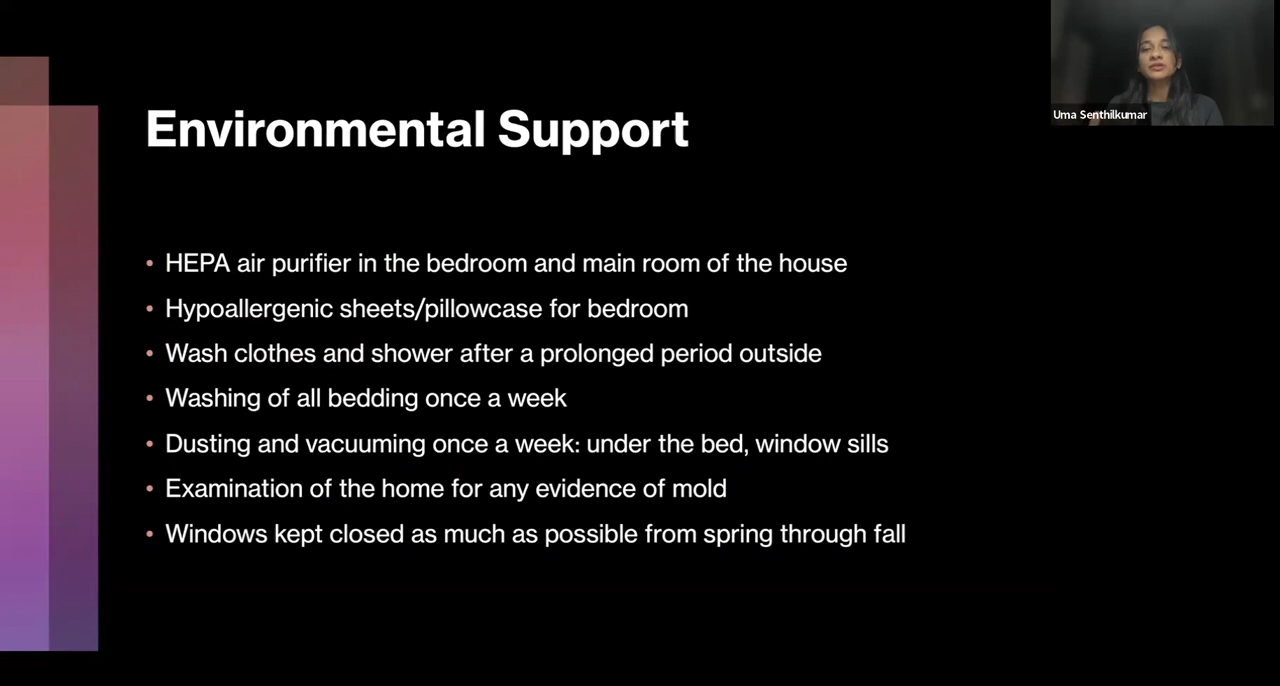 Uma Senthilkumar
Environmental Support
• HEPA air purifier in the bedroom and main room of the house
• Hypoallergenic sheets/pillowcase for bedroom
• Wash clothes and shower after a prolonged period outside
• Washing of all bedding once a week
• Dusting and vacuuming once a week: under the bed, window sills
• Examination of the home for any evidence of mold
• Windows kept closed as much as possible from spring through fall